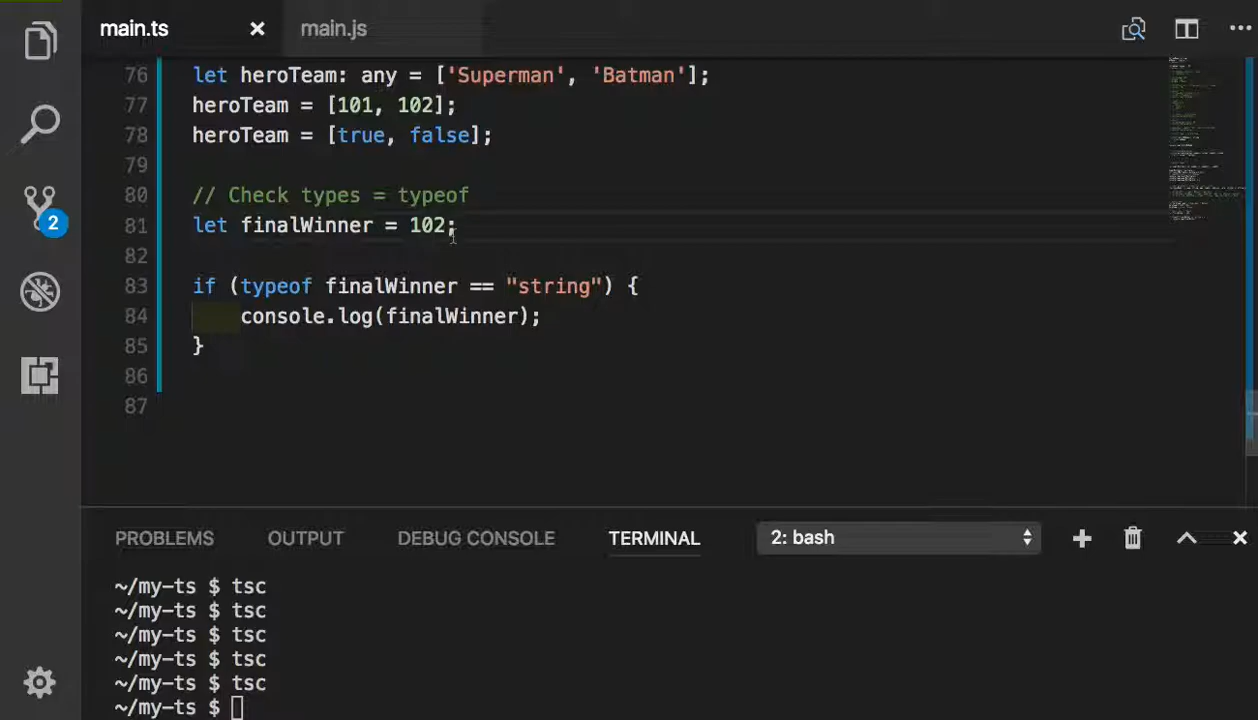 main.ts
main.js
76 let heroTeam: any = ['Superman', 'Batman'];
77 heroTeam = [101, 102];
78 heroTeam = [true, false];
79
80 // Check types = typeof
81 let finalWinner = 102;
82
83 if (typeof finalWinner == "string") {
84 console.log(finalWinner);
85 }
86
87
2
PROBLEMS OUTPUT DEBUG CONSOLE TERMINAL 2: bash
~/my-ts $ tsc
~/my-ts $ tsc
~/my-ts $ tsc
~/my-ts $ tsc
~/my-ts $ tsc
~/my-ts $